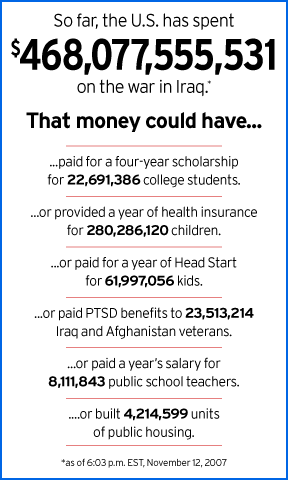 So far, the U.S. has spent
$468,077,555,531
on the war in Iraq.*
That money could have...
...paid for a four-year scholarship
for 22,691,386 college students.
...or provided a year of health insurance
for 280,286,120 children.
...or paid for a year of Head Start
for 61,997,056 kids.
...or paid PTSD benefits to 23,513,214
Iraq and Afghanistan veterans.
...or paid a year's salary for
8,111,843 public school teachers.
....or built 4,214,599 units
of public housing.
*as of 6:03 p.m. EST, November 12, 2007